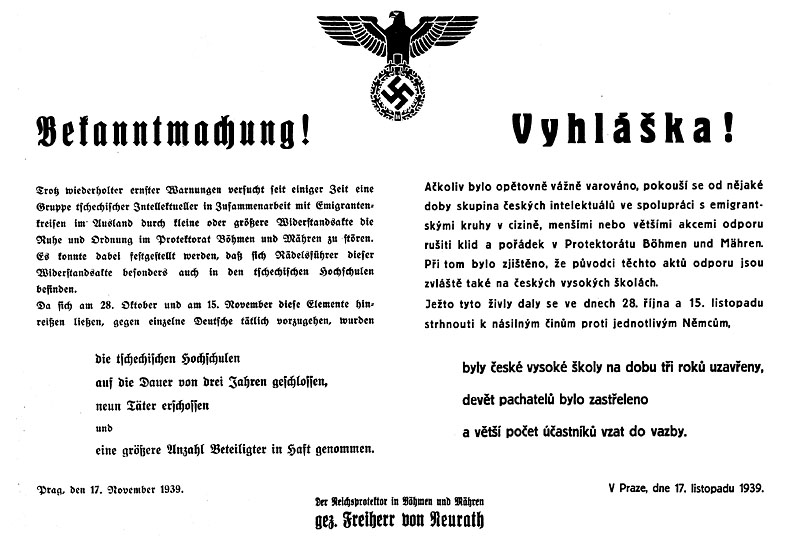 Bekanntmachung!
Trotz wiederholter ernster Warnungen versucht seit einiger Zeit eine
Gruppe tschechischer Intellektueller in Zusammenarbeit mit Emigranten-
kreisen im Ausland durch kleine oder größere Widerstandsakte die
Ruhe und Ordnung im Protektorat Böhmen und Mähren zu stören.
Es konnte dabei festgestellt werden, daß sich Rädelsführer dieser
Widerstandsakte besonders auch in den tschechischen Hochschulen
befinden.
Da sich am 28. Oktober und am 15. November diese Elemente hin-
reißen ließen, gegen einzelne Deutsche tätlich vorzugehen, wurden
die tschechischen Hochschulen
auf die Dauer von drei Jahren geschlossen,
neun Täter erschossen
und
eine größere Anzahl Beteiligter in Haft genommen.
Prag, den 17. November 1939.
Vyhláška!
Ačkoliv bylo opětovně vážně varováno, pokouší se od nějaké
doby skupina českých intelektuálů ve spolupráci s emigrant-
skými kruhy v cizině, menšími nebo většími akcemi odporu
rušiti klid a pořádek v Protektorátu Böhmen und Mähren.
Při tom bylo zjištěno, že původci těchto aktů odporu jsou
zvláště také na českých vysokých školách.
Ježto tyto živly daly se ve dnech 28. října a 15. listopadu
strhnouti k násilným činům proti jednotlivým Němcům,
byly české vysoké školy na dobu tří roků uzavřeny,
devět pachatelů bylo zastřeleno
a větší počet účastníků vzat do vazby.
V Praze, dne 17. listopadu 1939.
Der Reichsprotektor in Böhmen und Mähren
gez. Freiherr von Neurath